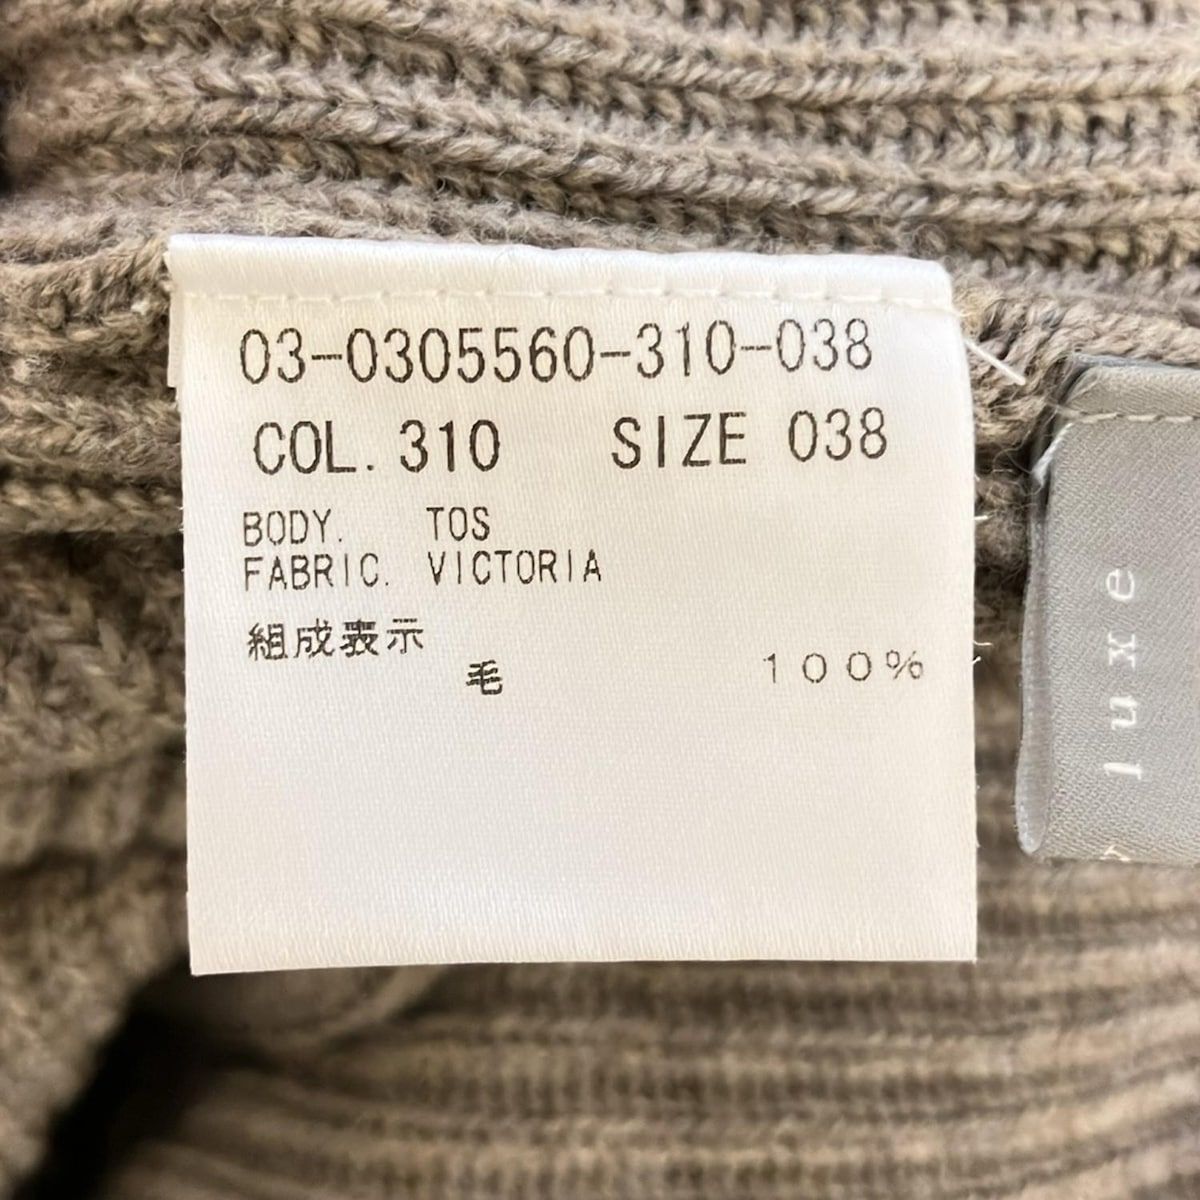 03-0305560-310-038
COL. 310 SIZE 038
BODY. TOS
FABRIC. VICTORIA
組成表示
毛 100%
luxe